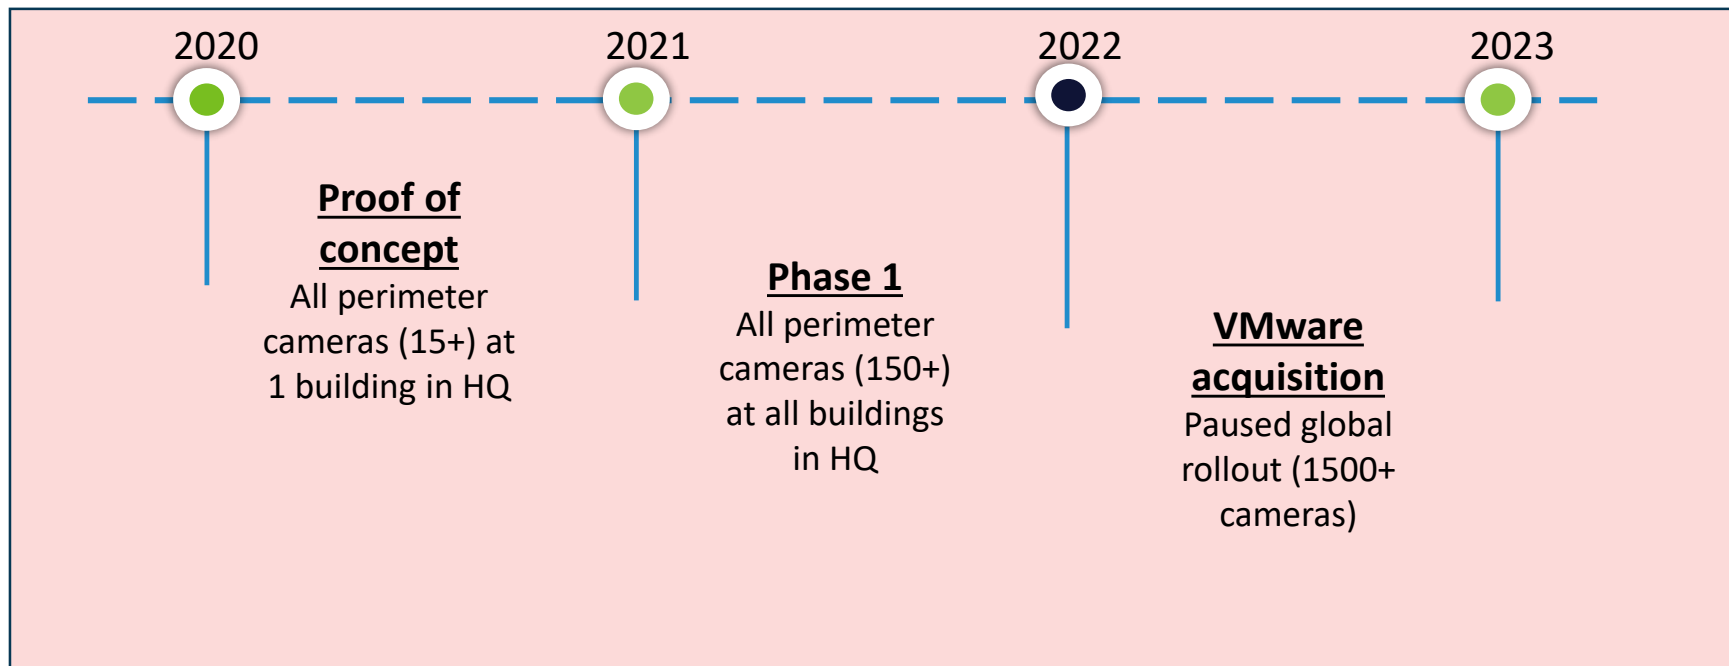 2020
2021
2022
2023
Proof of
concept
All perimeter
cameras (15+) at
1 building in HQ
Phase 1
All perimeter
cameras (150+)
at all buildings
in HQ
VMware
acquisition
Paused global
rollout (1500+
cameras)